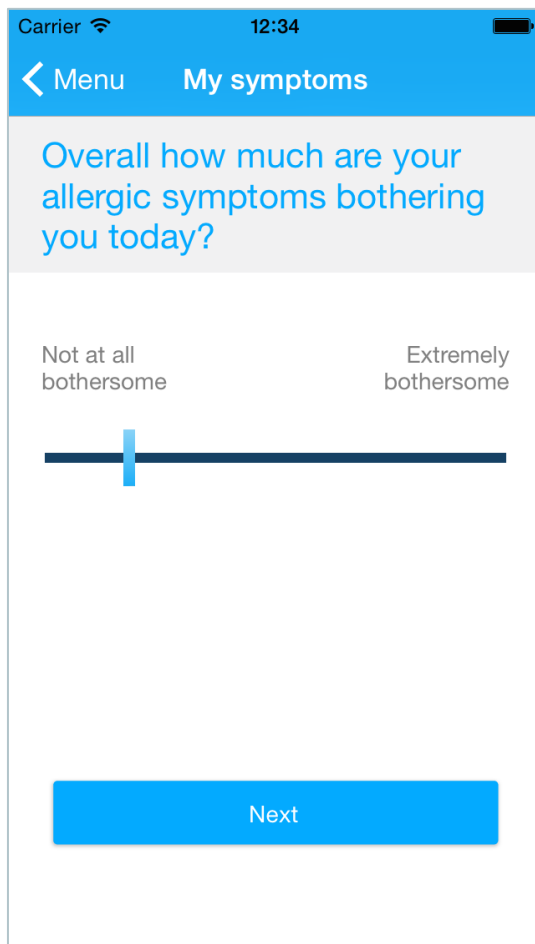 Carrier 12:34
Menu My symptoms
Overall how much are your
allergic symptoms bothering
you today?
Not at all Extremely
bothersome bothersome
Next